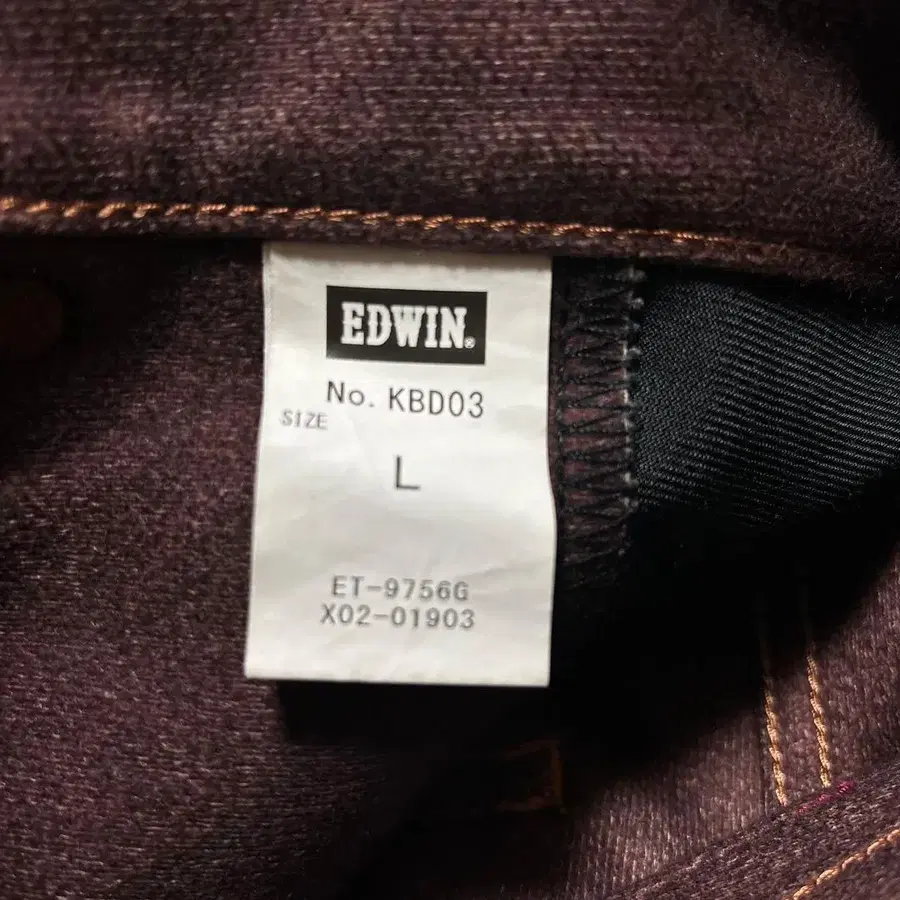 EDWIN®
No. KBD03
SIZE
L
ET-9756G
X02-01903